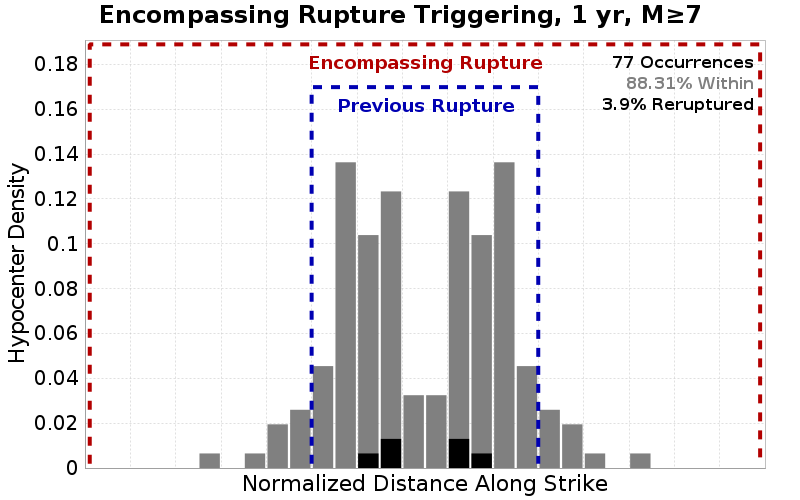 Encompassing Rupture Triggering, 1 yr, M≥7
Encompassing Rupture
77 Occurrences
88.31% Within
3.9% Reruptured
Previous Rupture
Hypocenter Density
0.18
0.16
0.14
0.12
0.1
0.08
0.06
0.04
0.02
0
Normalized Distance Along Strike